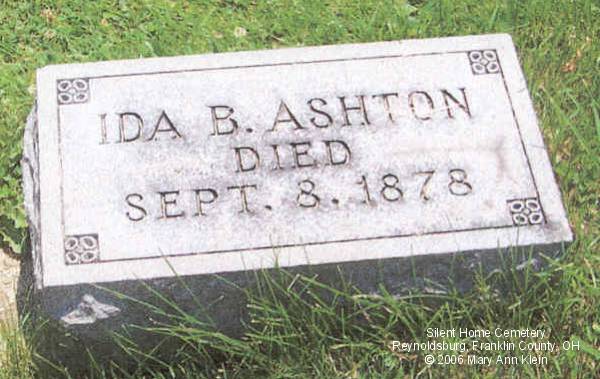 IDA B. ASHTON
DIED
SEPT. 8. 1878
Silent Home Cemetery
Reynoldsburg, Franklin County, OH
© 2006 Mary Ann Klein